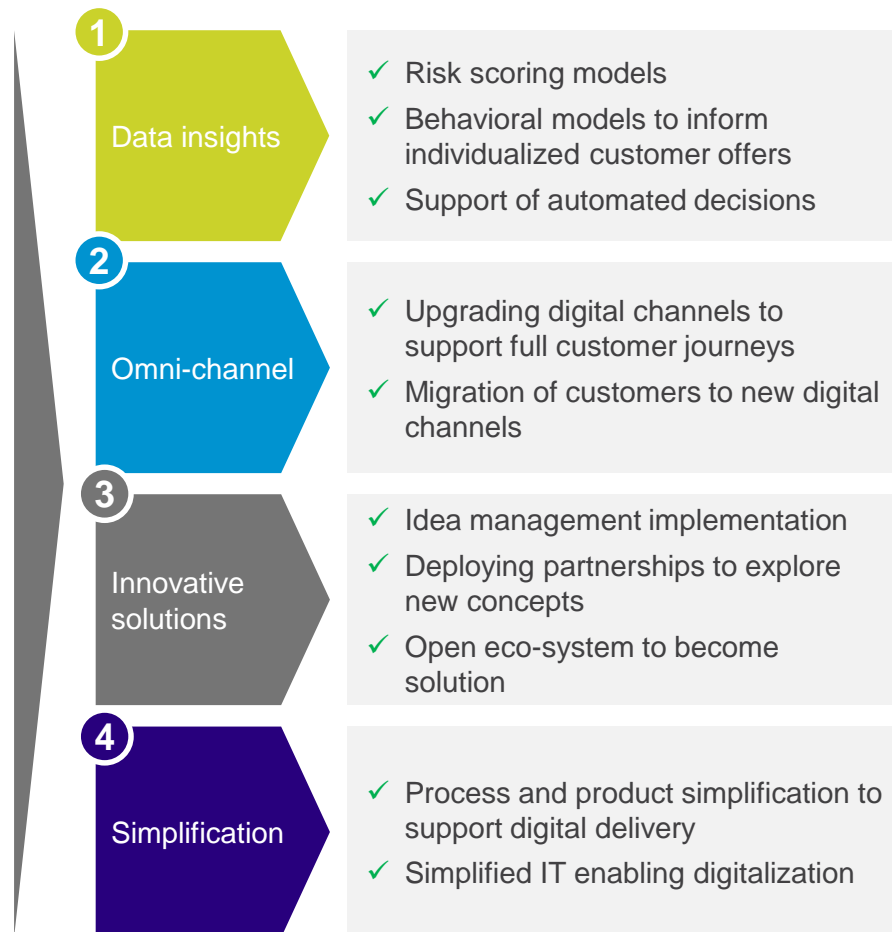 1
Data insights
✓ Risk scoring models
✓ Behavioral models to inform
individualized customer offers
✓ Support of automated decisions
2
Omni-channel
✓ Upgrading digital channels to
support full customer journeys
✓ Migration of customers to new digital
channels
3
Innovative
solutions
✓ Idea management implementation
✓ Deploying partnerships to explore
new concepts
✓ Open eco-system to become
solution
4
Simplification
✓ Process and product simplification to
support digital delivery
✓ Simplified IT enabling digitalization